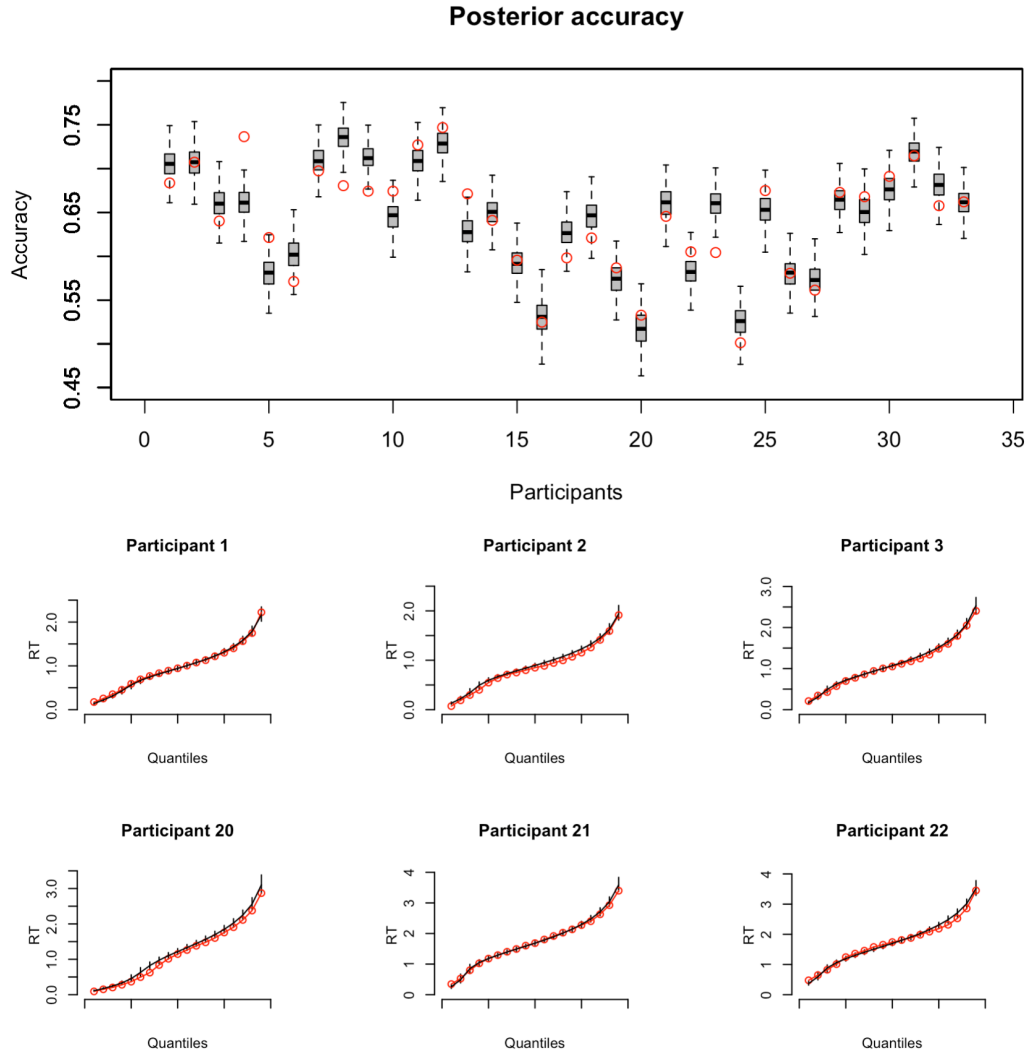 Posterior accuracy
Accuracy
0.75
0.65
0.55
0.45
0 5 10 15 20 25 30 35
Participants
Participant 1 Participant 2 Participant 3
RT
2.0
1.0
0.0
Quantiles
RT
2.0
1.0
0.0
Quantiles
RT
3.0
2.0
1.0
0.0
Quantiles
Participant 20 Participant 21 Participant 22
RT
3.0
2.0
1.0
0.0
Quantiles
RT
4
3
2
1
0
Quantiles
RT
4
3
2
1
0
Quantiles